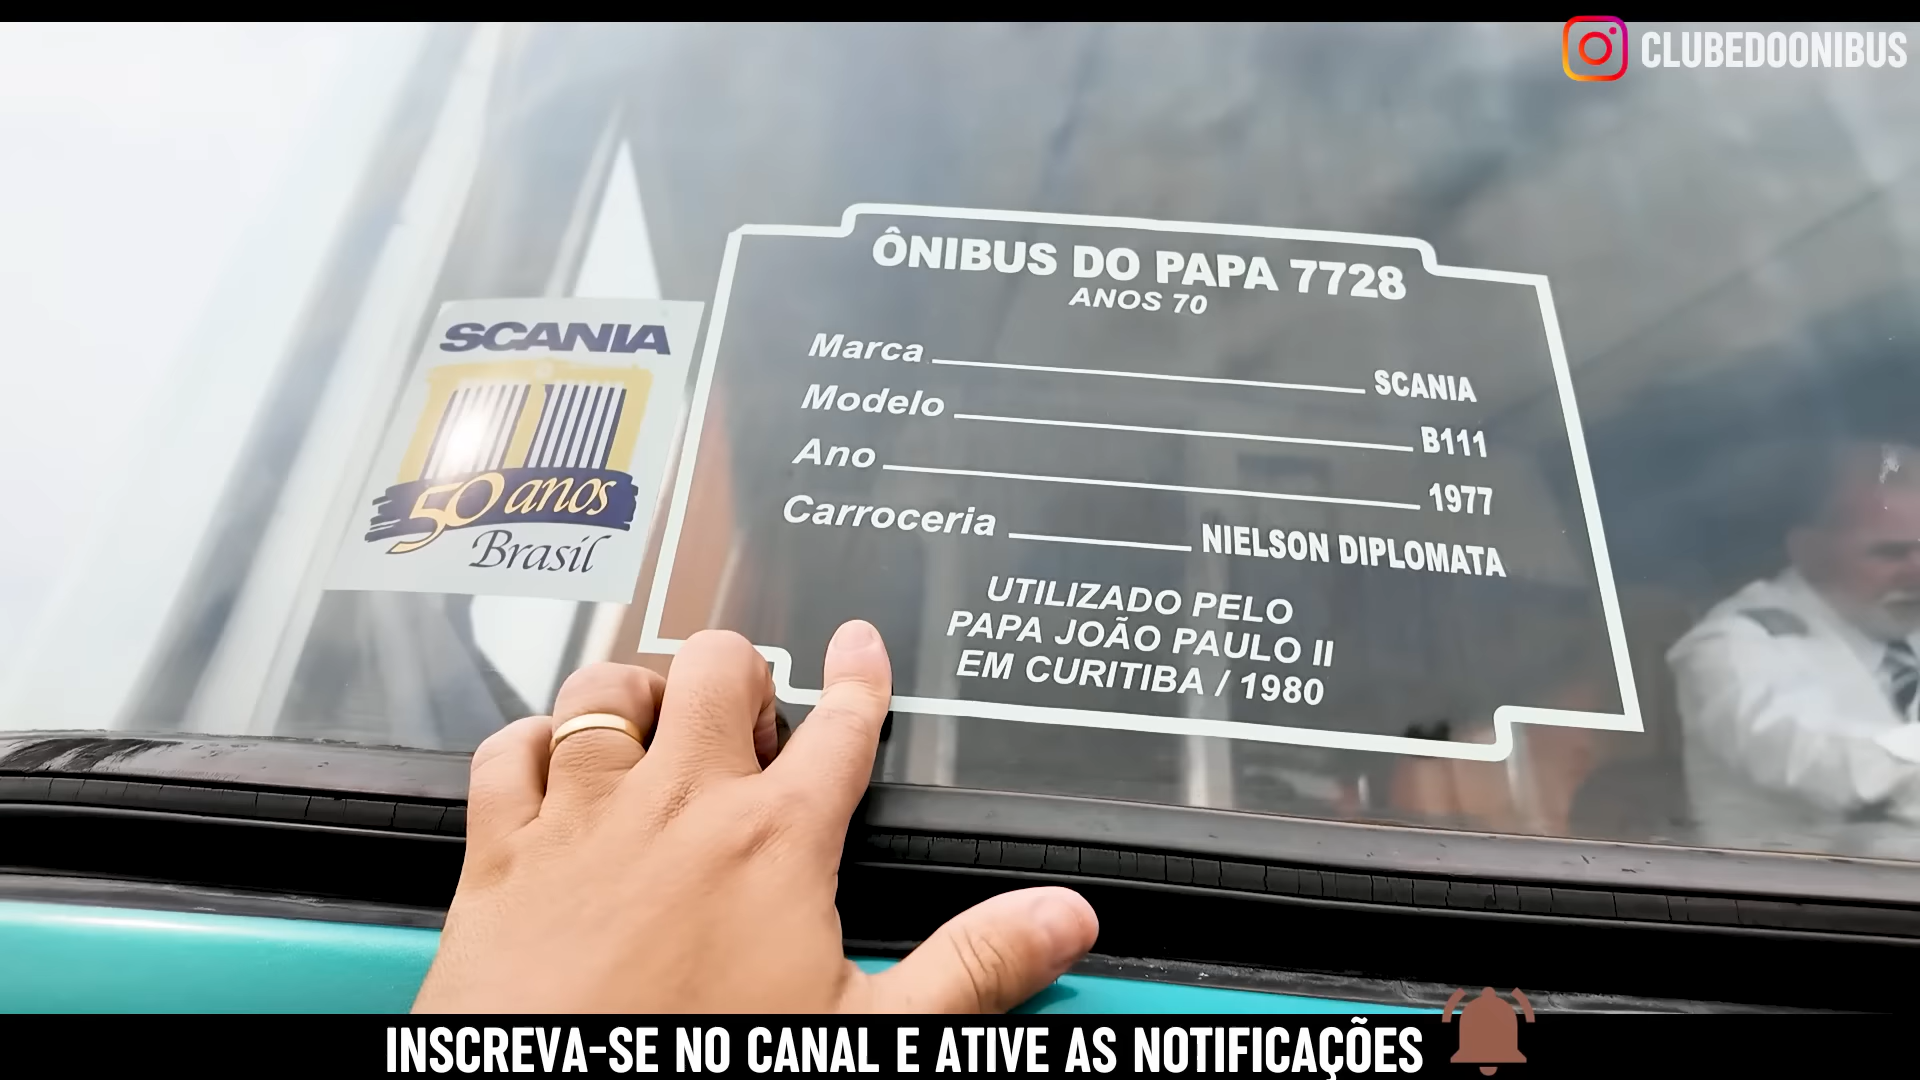 CLUBEDOONIBUS
ÔNIBUS DO PAPA 7728
ANOS 70
Marca SCANIA
Modelo B111
Ano 1977
Carroceria NIELSON DIPLOMATA
UTILIZADO PELO
PAPA JOÃO PAULO II
EM CURITIBA / 1980
SCANIA
50 anos
Brasil
INSCREVA-SE NO CANAL E ATIVE AS NOTIFICAÇÕES